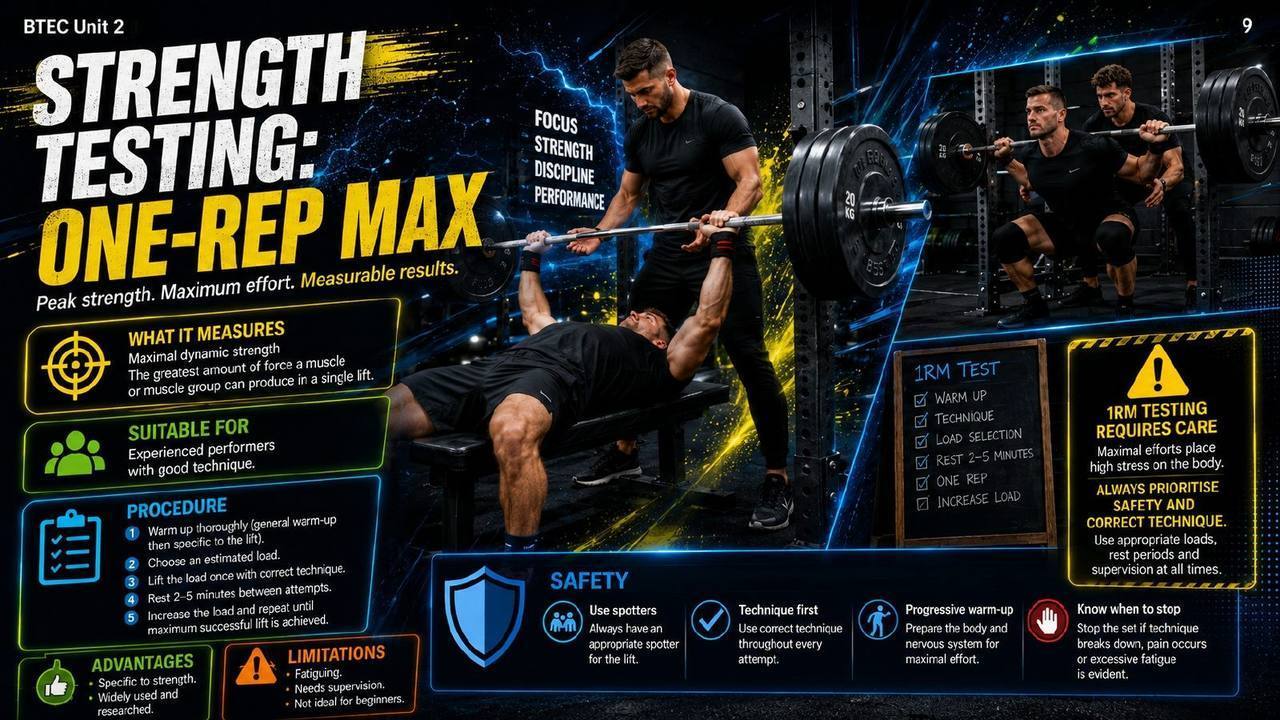 BTEC Unit 2
9
STRENGTH
TESTING:
ONE-REP MAX
Peak strength. Maximum effort. Measurable results.
FOCUS
STRENGTH
DISCIPLINE
PERFORMANCE
20
KG
20
KG
WHAT IT MEASURES
Maximal dynamic strength
The greatest amount of force a muscle
or muscle group can produce in a single lift.
SUITABLE FOR
Experienced performers
with good technique.
PROCEDURE
1 Warm up thoroughly (general warm-up
then specific to the lift).
2 Choose an estimated load.
3 Lift the load once with correct technique.
4 Rest 2–5 minutes between attempts.
5 Increase the load and repeat until
maximum successful lift is achieved.
ADVANTAGES
• Specific to strength.
• Widely used and
researched.
LIMITATIONS
• Fatiguing.
• Needs supervision.
• Not ideal for beginners.
1RM TEST
WARM UP
TECHNIQUE
LOAD SELECTION
REST 2–5 MINUTES
ONE REP
INCREASE LOAD
1RM TESTING
REQUIRES CARE
Maximal efforts place
high stress on the body.
ALWAYS PRIORITISE
SAFETY AND
CORRECT TECHNIQUE.
Use appropriate loads,
rest periods and
supervision at all times.
SAFETY
Use spotters
Always have an
appropriate spotter
for the lift.
Technique first
Use correct technique
throughout every
attempt.
Progressive warm-up
Prepare the body and
nervous system for
maximal effort.
Know when to stop
Stop the set if technique
breaks down, pain occurs
or excessive fatigue
is evident.